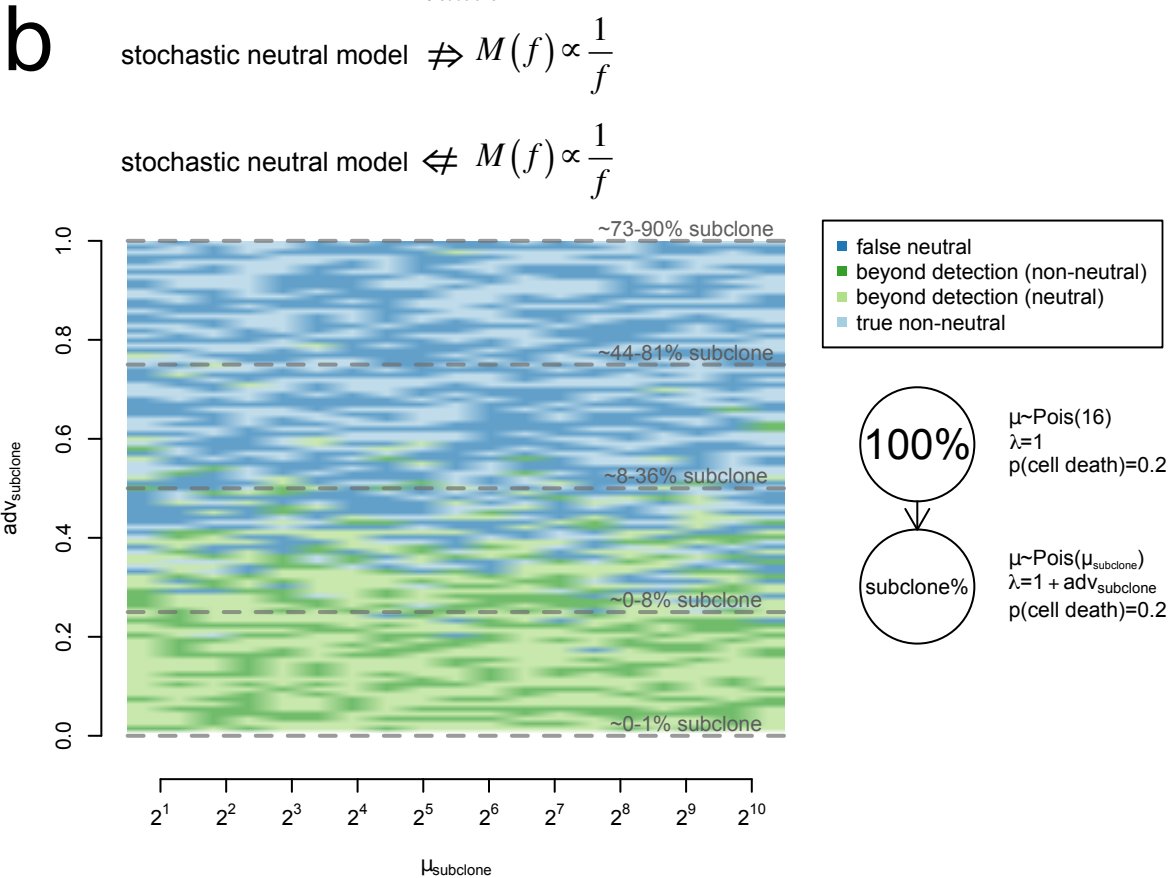 b
stochastic neutral model ⇏ M(f) ∝ 1/f
stochastic neutral model ⇍ M(f) ∝ 1/f
~73-90% subclone
~44-81% subclone
~8-36% subclone
~0-8% subclone
~0-1% subclone
1.0
0.8
0.6
0.4
0.2
0.0
adv_subclone
2^1 2^2 2^3 2^4 2^5 2^6 2^7 2^8 2^9 2^10
μ_subclone
false neutral
beyond detection (non-neutral)
beyond detection (neutral)
true non-neutral
100%
μ~Pois(16)
λ=1
p(cell death)=0.2
subclone%
μ~Pois(μ_subclone)
λ=1 + adv_subclone
p(cell death)=0.2